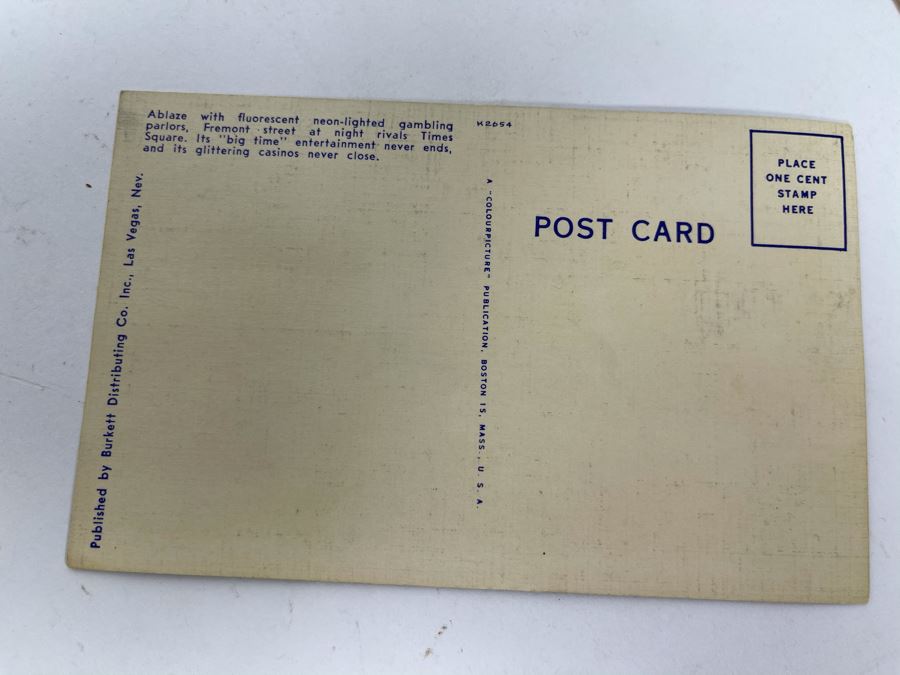 Ablaze with fluorescent neon-lighted gambling
parlors, Fremont street at night rivals Times
Square. Its "big time" entertainment never ends,
and its glittering casinos never close.
Published by Burkett Distributing Co. Inc., Las Vegas, Nev.
K2654
A "COLOURPICTURE" PUBLICATION, BOSTON 15, MASS., U. S. A.
POST CARD
PLACE
ONE CENT
STAMP
HERE